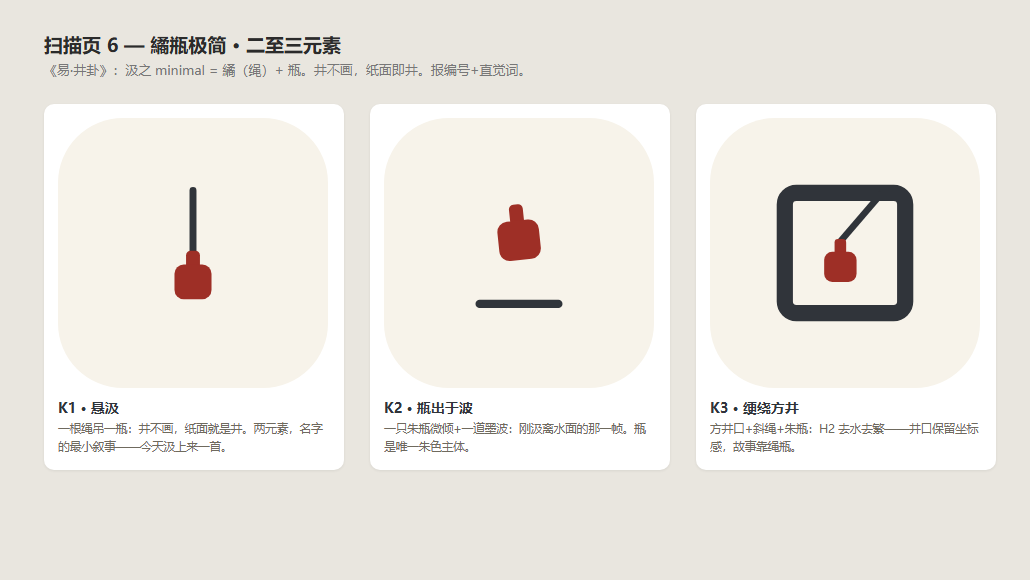 扫描页 6 — 繘瓶极简 · 二至三元素
《易·井卦》：汲之 minimal = 繘（绳）+ 瓶。井不画，纸面即井。报编号+直觉词。
K1 · 悬汲
一根绳吊一瓶：井不画，纸面就是井。两元素，名字
的最小叙事——今天汲上来一首。
K2 · 瓶出于波
一只朱瓶微倾+一道墨波：刚汲离水面的那一帧。瓶
是唯一朱色主体。
K3 · 绠绕方井
方井口+斜绳+朱瓶：H2 去水去繁——井口保留坐标
感，故事靠绳瓶。